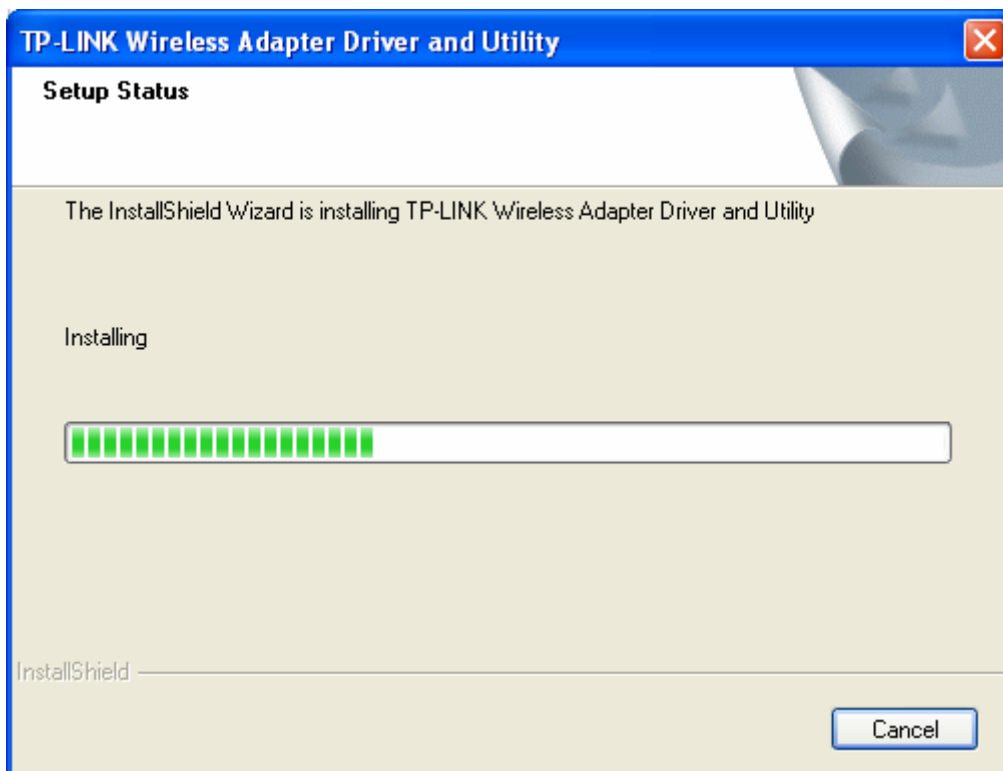 TP-LINK Wireless Adapter Driver and Utility
Setup Status
The InstallShield Wizard is installing TP-LINK Wireless Adapter Driver and Utility
Installing
InstallShield
Cancel